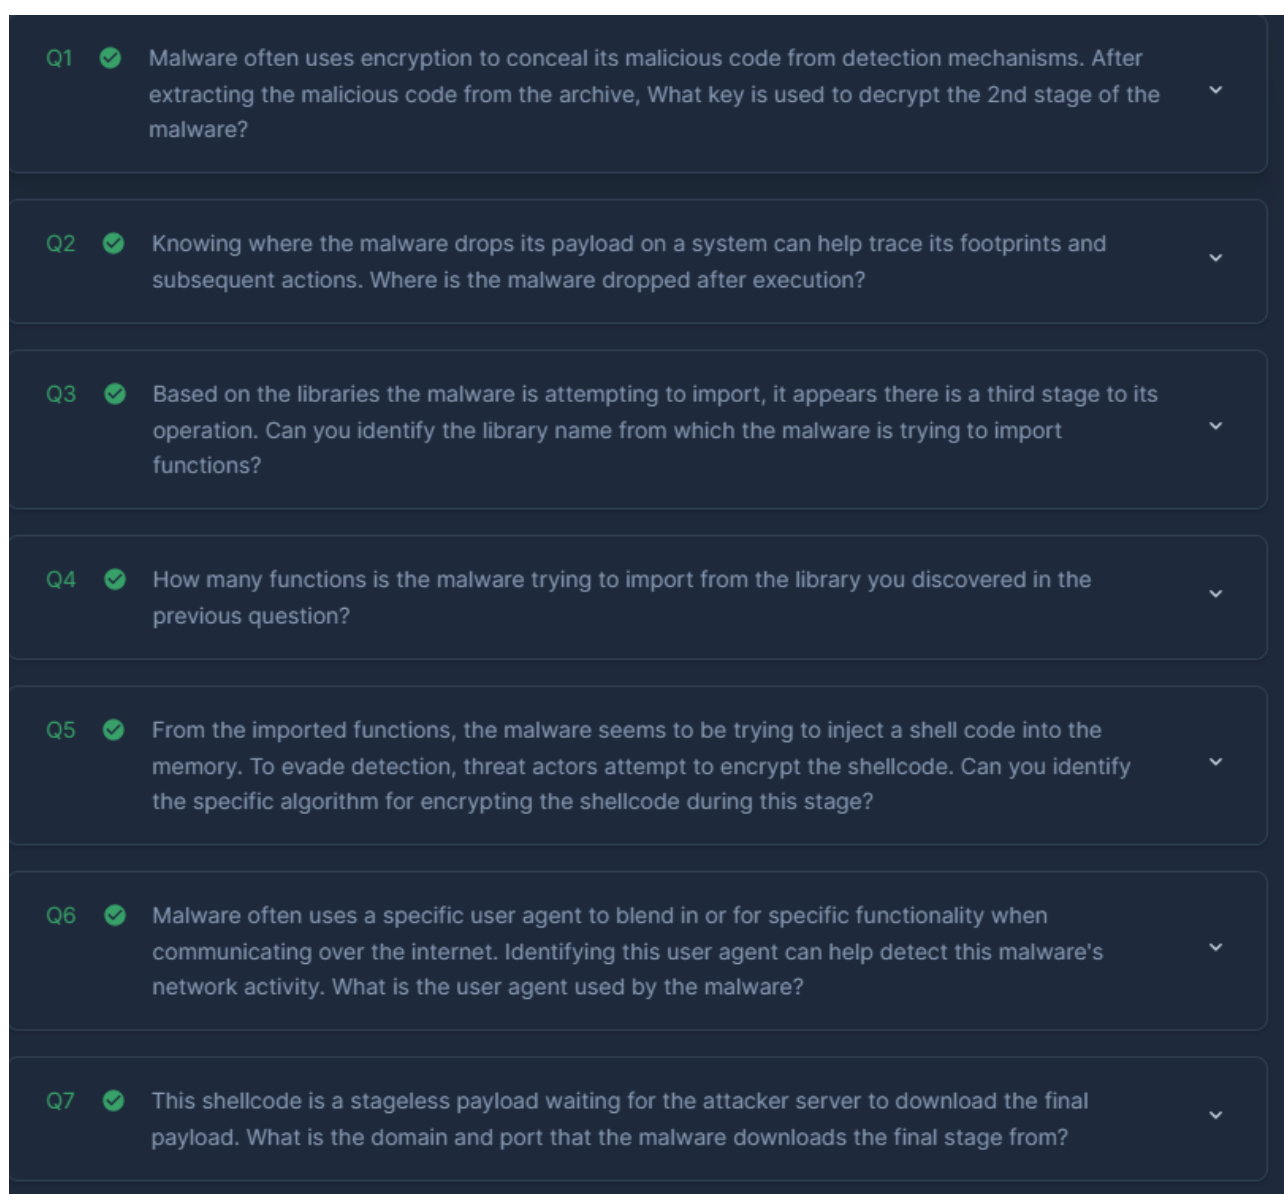 Q1 Malware often uses encryption to conceal its malicious code from detection mechanisms. After
extracting the malicious code from the archive, What key is used to decrypt the 2nd stage of the
malware?
Q2 Knowing where the malware drops its payload on a system can help trace its footprints and
subsequent actions. Where is the malware dropped after execution?
Q3 Based on the libraries the malware is attempting to import, it appears there is a third stage to its
operation. Can you identify the library name from which the malware is trying to import
functions?
Q4 How many functions is the malware trying to import from the library you discovered in the
previous question?
Q5 From the imported functions, the malware seems to be trying to inject a shell code into the
memory. To evade detection, threat actors attempt to encrypt the shellcode. Can you identify
the specific algorithm for encrypting the shellcode during this stage?
Q6 Malware often uses a specific user agent to blend in or for specific functionality when
communicating over the internet. Identifying this user agent can help detect this malware's
network activity. What is the user agent used by the malware?
Q7 This shellcode is a stageless payload waiting for the attacker server to download the final
payload. What is the domain and port that the malware downloads the final stage from?